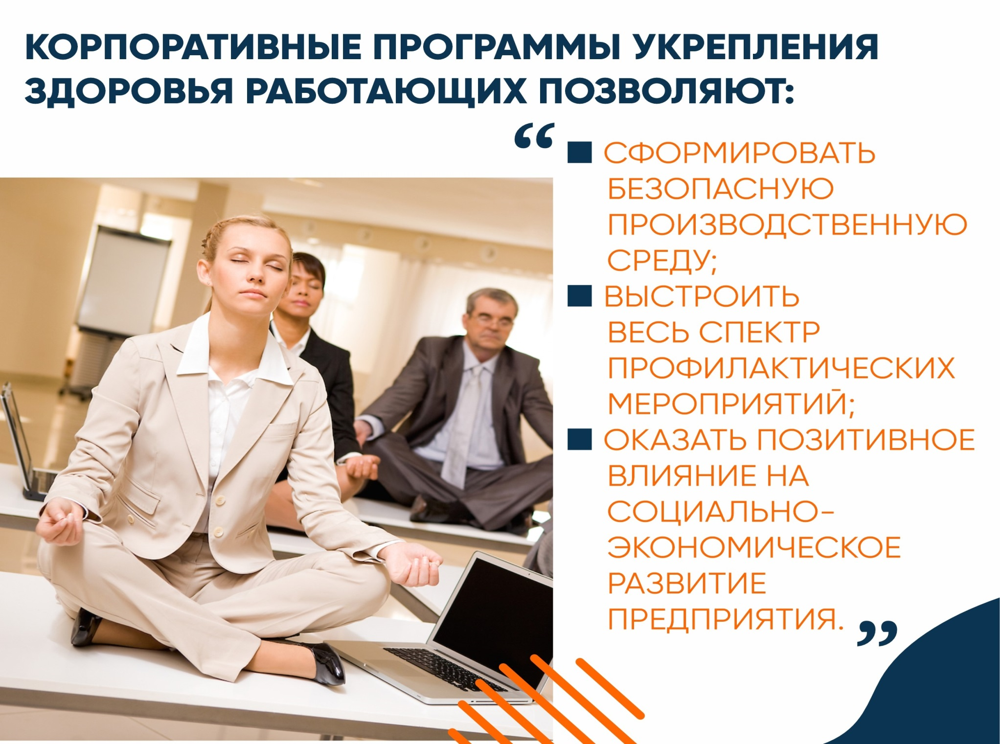 КОРПОРАТИВНЫЕ ПРОГРАММЫ УКРЕПЛЕНИЯ
ЗДОРОВЬЯ РАБОТАЮЩИХ ПОЗВОЛЯЮТ:
“ ■ СФОРМИРОВАТЬ
БЕЗОПАСНУЮ
ПРОИЗВОДСТВЕННУЮ
СРЕДУ;
■ ВЫСТРОИТЬ
ВЕСЬ СПЕКТР
ПРОФИЛАКТИЧЕСКИХ
МЕРОПРИЯТИЙ;
■ ОКАЗАТЬ ПОЗИТИВНОЕ
ВЛИЯНИЕ НА
СОЦИАЛЬНО-
ЭКОНОМИЧЕСКОЕ
РАЗВИТИЕ
ПРЕДПРИЯТИЯ. ”